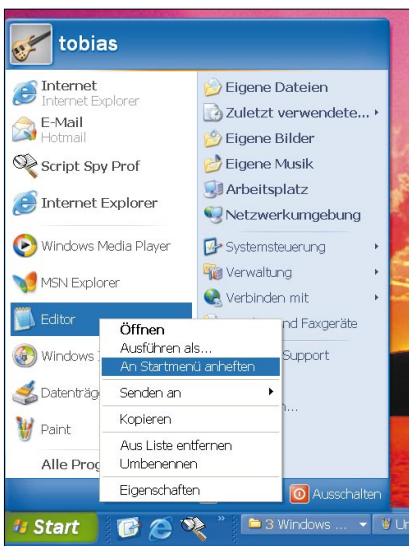 tobias
Internet
Internet Explorer
E-Mail
Hotmail
Script Spy Prof
Internet Explorer
Windows Media Player
MSN Explorer
Editor
Windows
Datenträg
Paint
Alle Prog
Eigene Dateien
Zuletzt verwendete...
Eigene Bilder
Eigene Musik
Arbeitsplatz
Netzwerkumgebung
Systemsteuerung
Verwaltung
Verbinden mit
nd Faxgeräte
Support
Öffnen
Ausführen als...
An Startmenü anheften
Senden an
Kopieren
Aus Liste entfernen
Umbenennen
Eigenschaften
Ausschalten
Start
»
3 Windows ...
Un